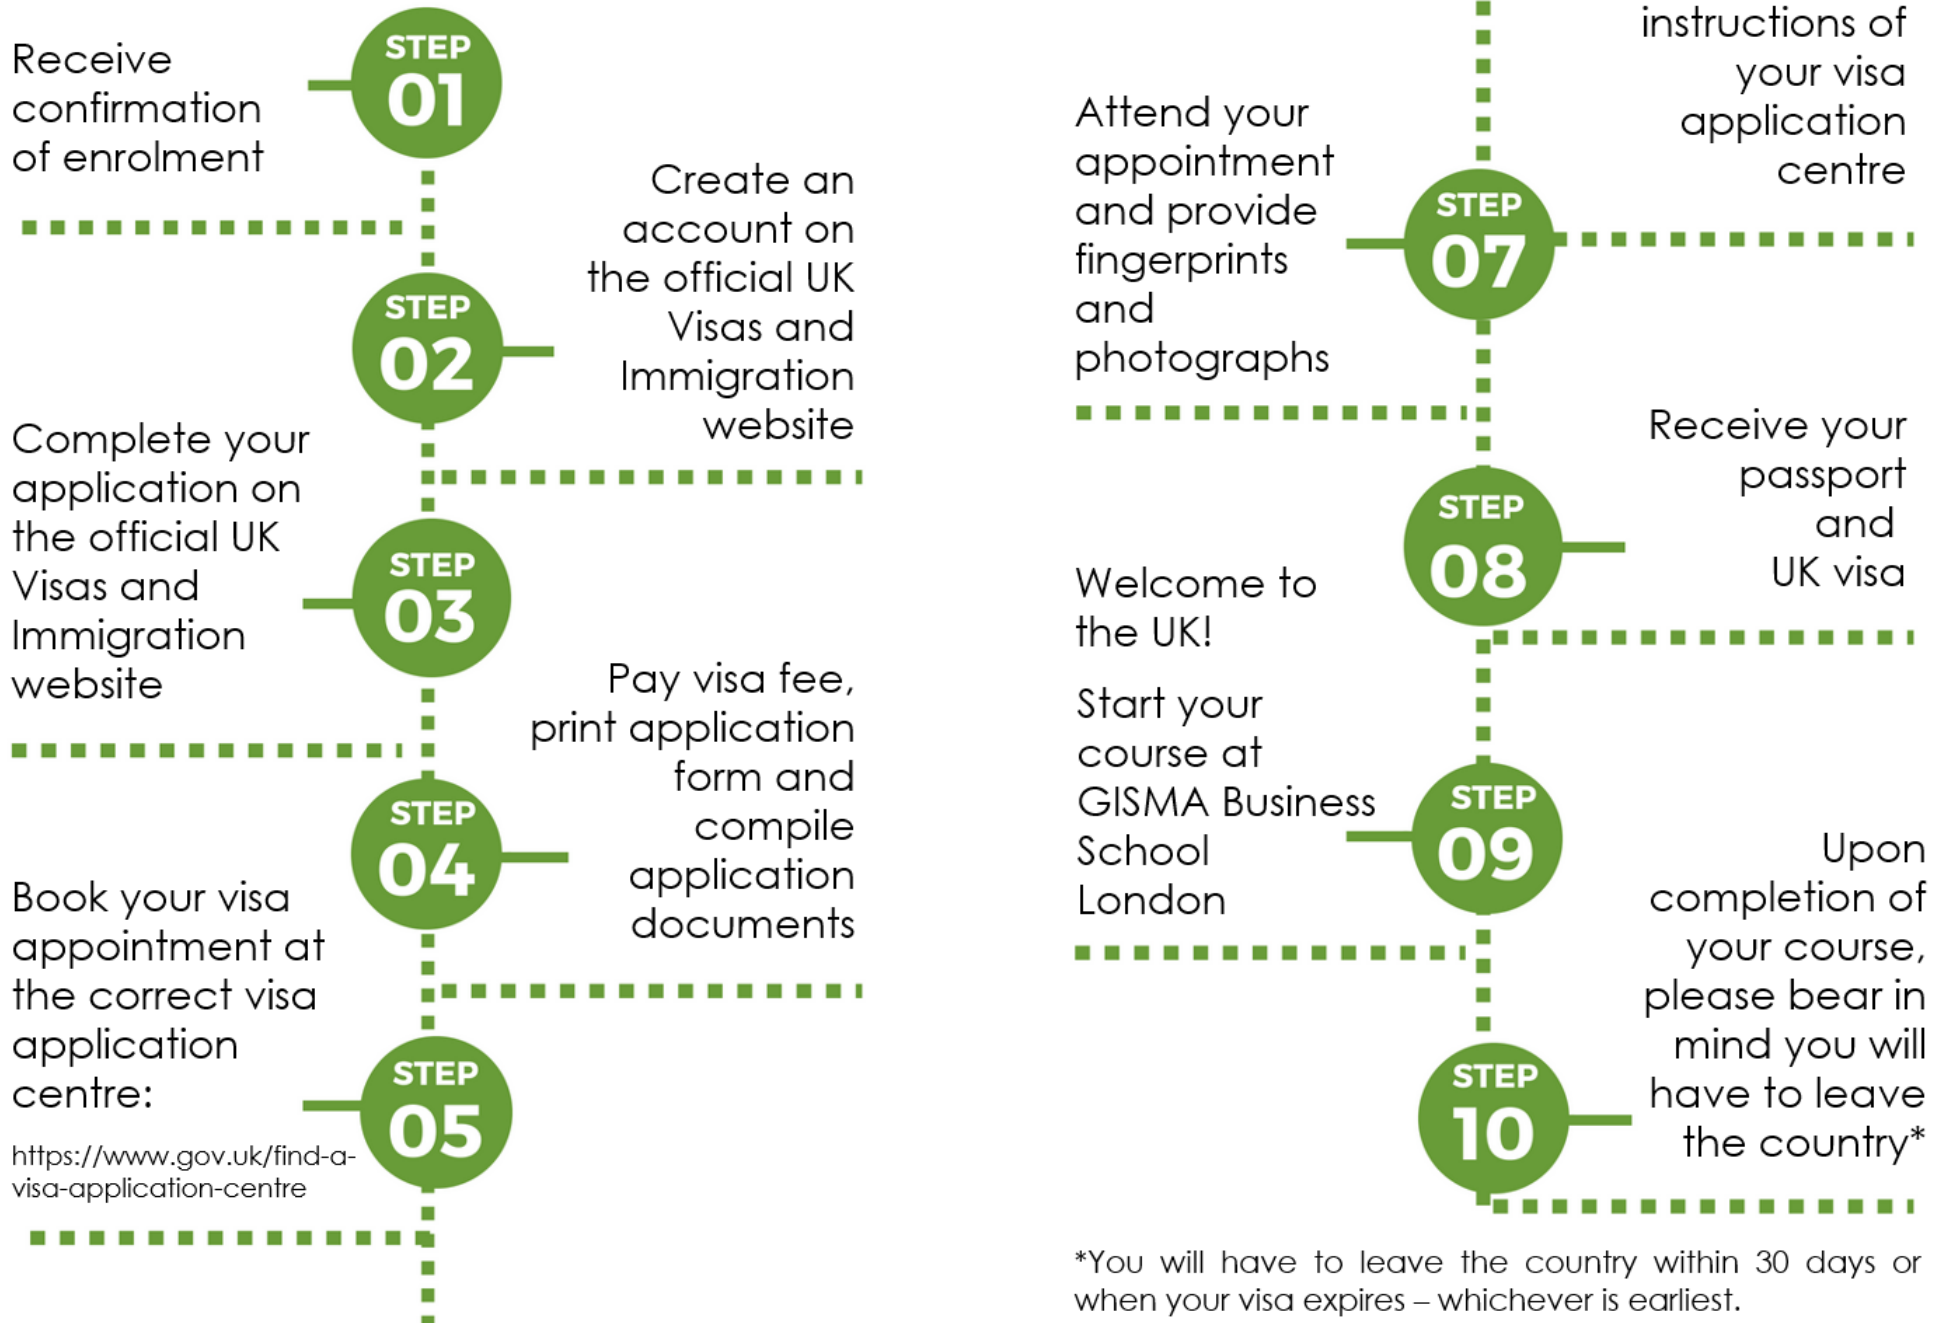 Receive
confirmation
of enrolment
STEP
01
Create an
account on
the official UK
Visas and
Immigration
website
STEP
02
Complete your
application on
the official UK
Visas and
Immigration
website
STEP
03
Pay visa fee,
print application
form and
compile
application
documents
STEP
04
Book your visa
appointment at
the correct visa
application
centre:
https://www.gov.uk/find-a-
visa-application-centre
STEP
05
instructions of
your visa
application
centre
Attend your
appointment
and provide
fingerprints
and
photographs
STEP
07
Receive your
passport
and
UK visa
STEP
08
Welcome to
the UK!
Start your
course at
GISMA Business
School
London
STEP
09
Upon
completion of
your course,
please bear in
mind you will
have to leave
the country*
STEP
10
*You will have to leave the country within 30 days or
when your visa expires – whichever is earliest.